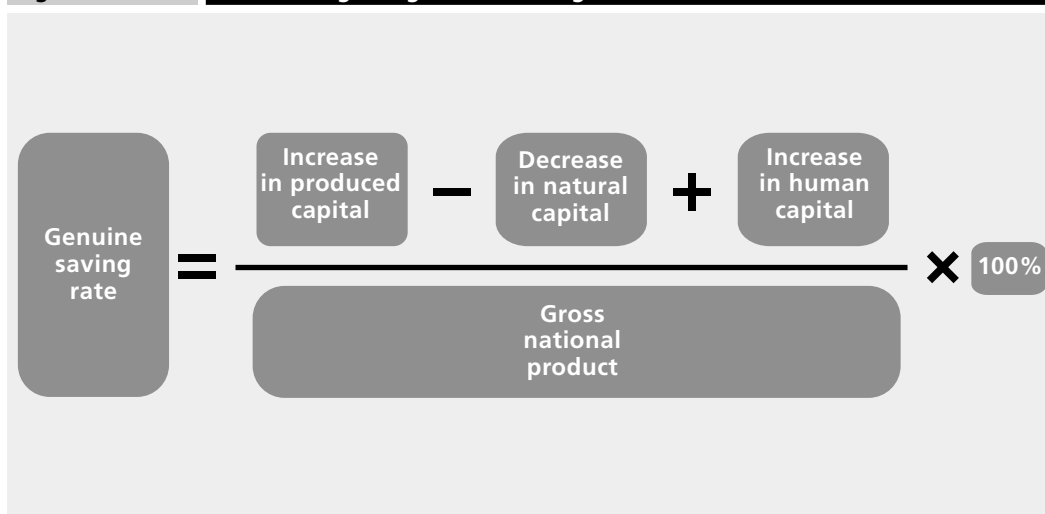 Genuine
saving
rate
=
Increase
in produced
capital
−
Decrease
in natural
capital
+
Increase
in human
capital
Gross
national
product
×
100%